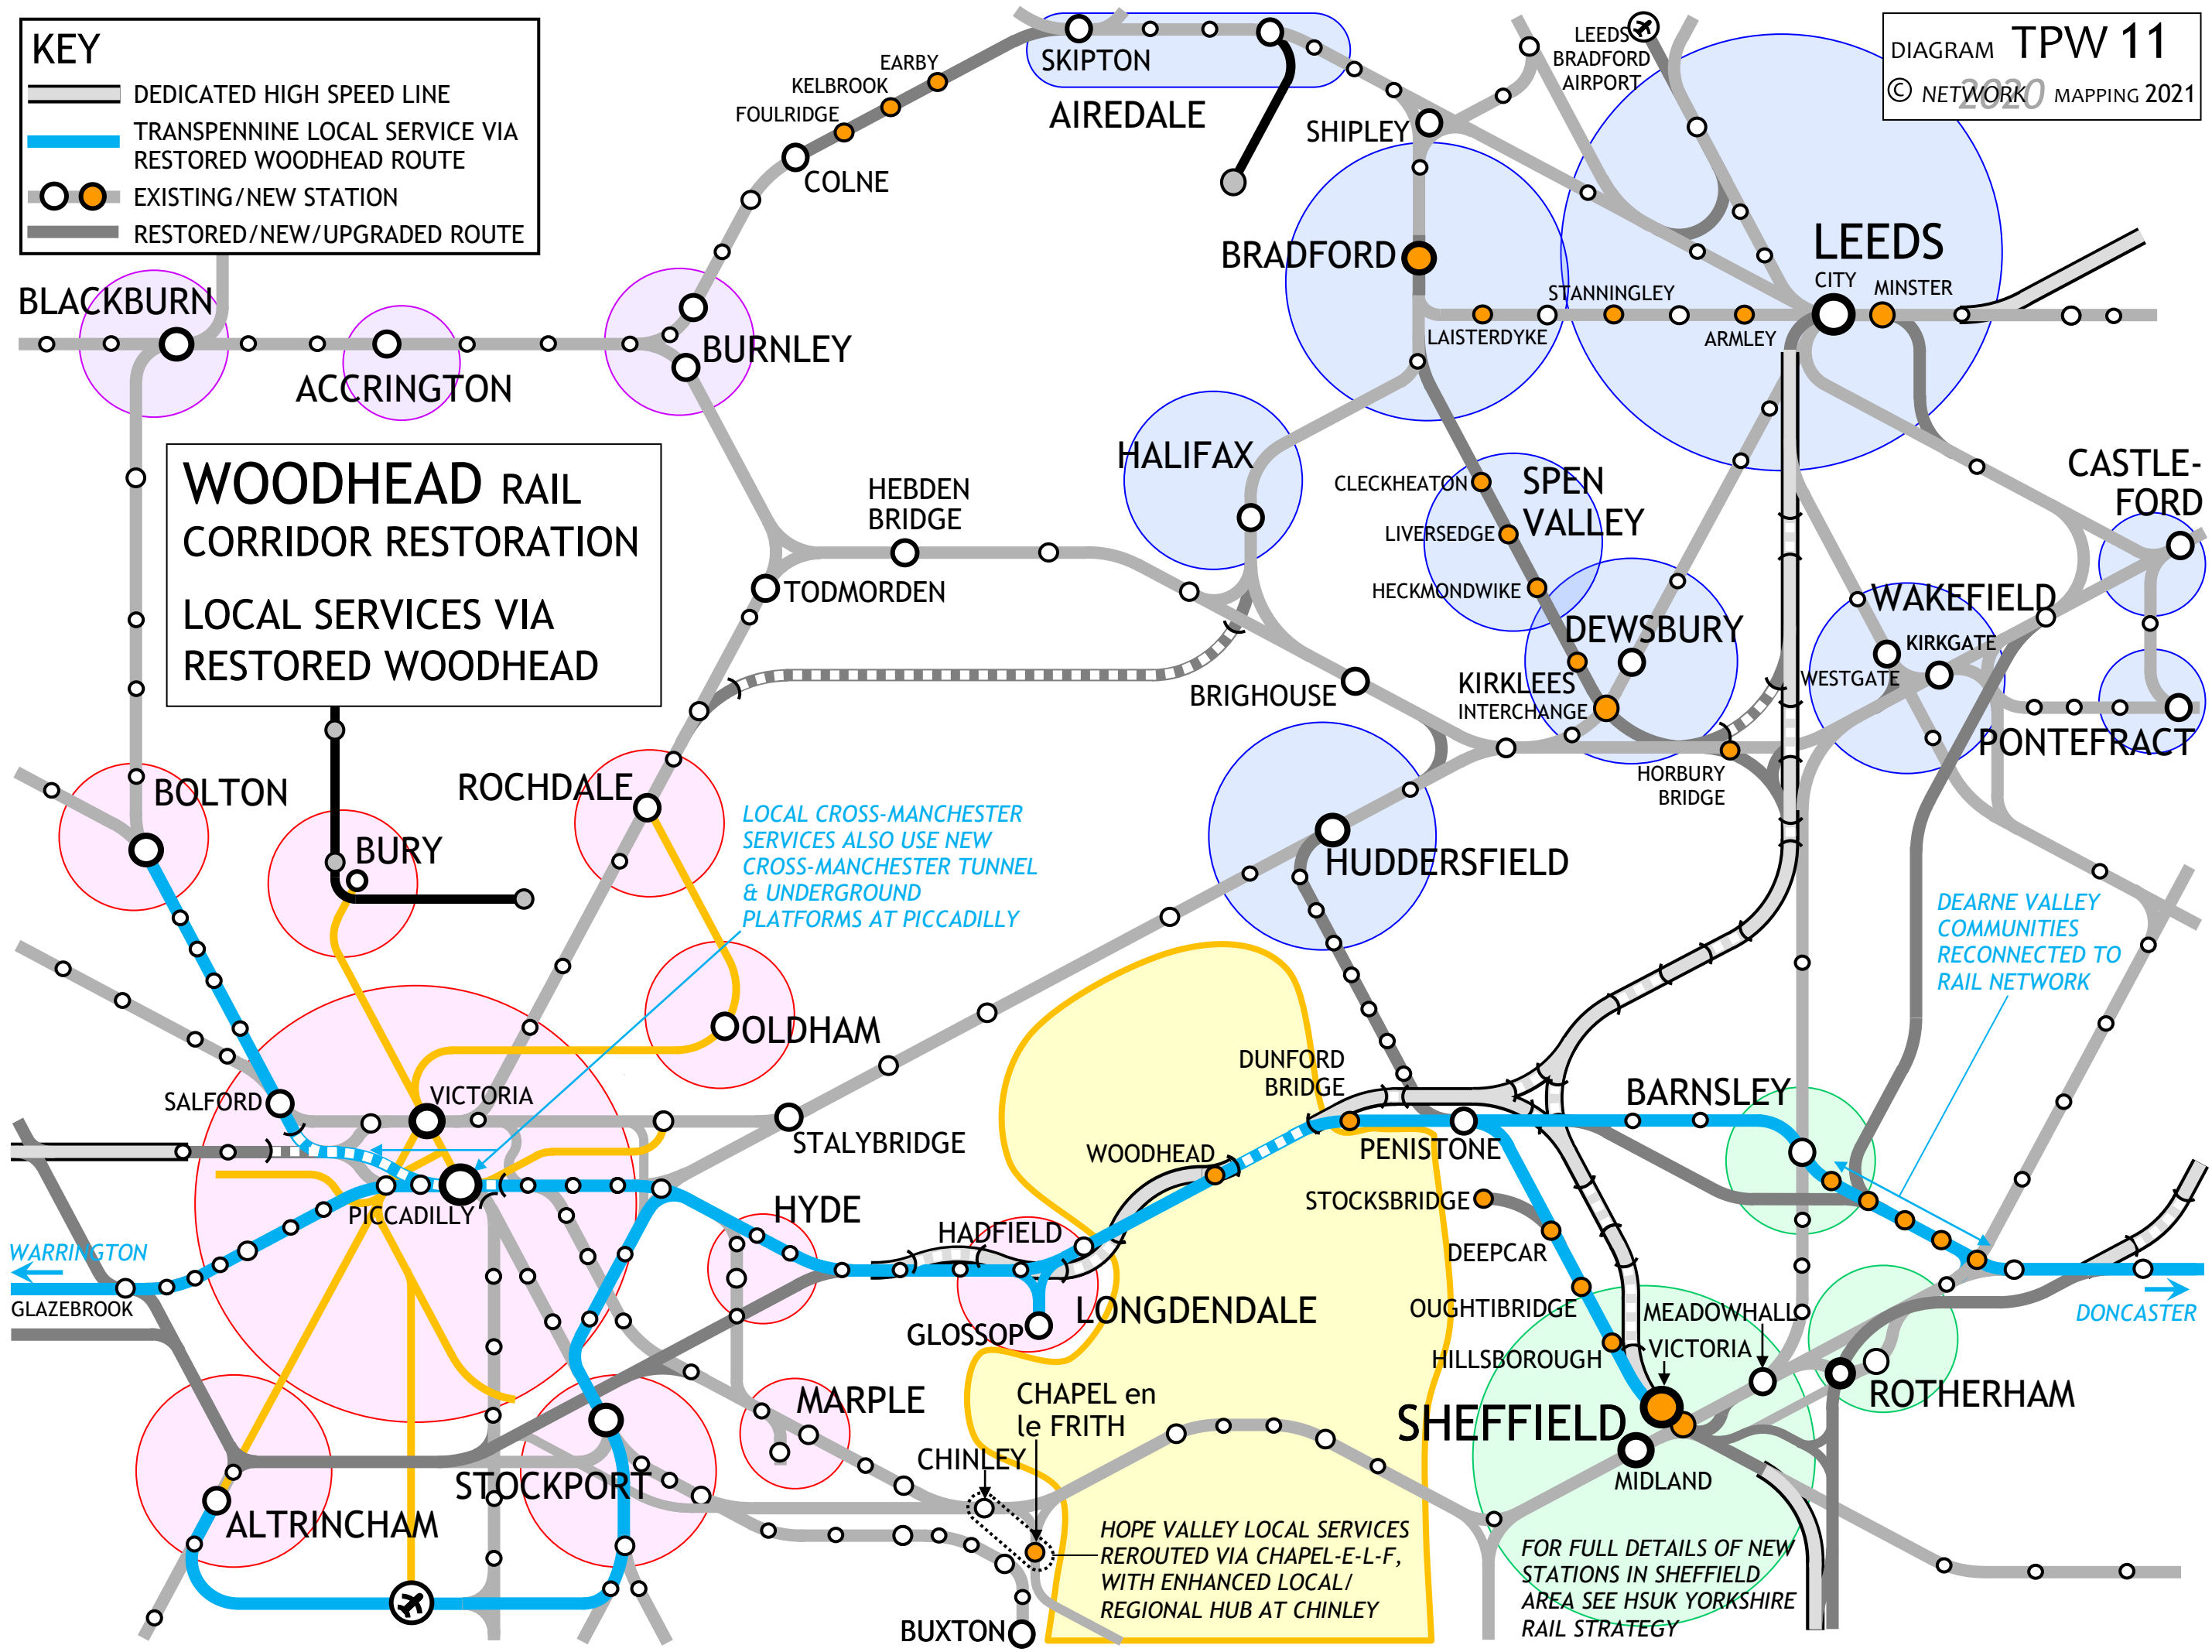 KEY
DEDICATED HIGH SPEED LINE
TRANSPENNINE LOCAL SERVICE VIA
RESTORED WOODHEAD ROUTE
EXISTING/NEW STATION
RESTORED/NEW/UPGRADED ROUTE
DIAGRAM TPW 11
© NETWORK 2020 MAPPING 2021
SKIPTON
AIREDALE
EARBY
KELBROOK
FOULRIDGE
COLNE
SHIPLEY
LEEDS
BRADFORD
AIRPORT
BRADFORD
LEEDS
CITY
MINSTER
STANNINGLEY
LAISTERDYKE
ARMLEY
BLACKBURN
ACCRINGTON
BURNLEY
WOODHEAD RAIL
CORRIDOR RESTORATION
LOCAL SERVICES VIA
RESTORED WOODHEAD
HEBDEN
BRIDGE
TODMORDEN
HALIFAX
CLECKHEATON
SPEN
VALLEY
LIVERSEDGE
HECKMONDWIKE
DEWSBURY
KIRKLEES
INTERCHANGE
BRIGHOUSE
HORBURY
BRIDGE
CASTLE-
FORD
WAKEFIELD
KIRKGATE
WESTGATE
PONTEFRACT
BOLTON
BURY
ROCHDALE
LOCAL CROSS-MANCHESTER
SERVICES ALSO USE NEW
CROSS-MANCHESTER TUNNEL
& UNDERGROUND
PLATFORMS AT PICCADILLY
HUDDERSFIELD
DEARNE VALLEY
COMMUNITIES
RECONNECTED TO
RAIL NETWORK
OLDHAM
SALFORD
VICTORIA
STALYBRIDGE
DUNFORD
BRIDGE
WOODHEAD
PENISTONE
BARNSLEY
PICCADILLY
HYDE
HADFIELD
STOCKSBRIDGE
DEEPCAR
WARRINGTON
GLAZEBROOK
GLOSSOP
LONGDENDALE
OUGHTIBRIDGE
MEADOWHALL
VICTORIA
HILLSBOROUGH
DONCASTER
SHEFFIELD
MIDLAND
ROTHERHAM
MARPLE
CHAPEL en
le FRITH
CHINLEY
STOCKPORT
ALTRINCHAM
HOPE VALLEY LOCAL SERVICES
REROUTED VIA CHAPEL-E-L-F,
WITH ENHANCED LOCAL/
REGIONAL HUB AT CHINLEY
BUXTON
FOR FULL DETAILS OF NEW
STATIONS IN SHEFFIELD
AREA SEE HSUK YORKSHIRE
RAIL STRATEGY